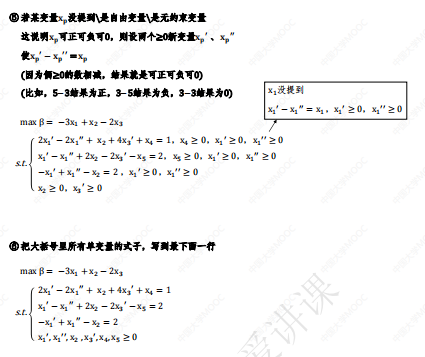 ⑤ 若某变量xₚ没提到\是自由变量\是无约束变量
这说明xₚ可正可负可0，则设两个≥0新变量xₚ′、xₚ″
使xₚ′−xₚ″=xₚ
(因为俩≥0的数相减，结果就是可正可负可0)
(比如，5−3结果为正，3−5结果为负，3−3结果为0)
x₁没提到
x₁′ − x₁″ = x₁，x₁′ ≥ 0，x₁″ ≥ 0
max β = −3x₁ + x₂ − 2x₃
2x₁′ − 2x₁″ + x₂ + 4x₃′ + x₄ = 1，x₄ ≥ 0，x₁′ ≥ 0，x₁″ ≥ 0
x₁′ − x₁″ + 2x₂ − 2x₃′ − x₅ = 2，x₅ ≥ 0，x₁′ ≥ 0，x₁″ ≥ 0
s.t.
−x₁′ + x₁″ − x₂ = 2，x₁′ ≥ 0，x₁″ ≥ 0
x₂ ≥ 0，x₃′ ≥ 0
⑥ 把大括号里所有单变量的式子，写到最下面一行
max β = −3x₁ + x₂ − 2x₃
2x₁′ − 2x₁″ + x₂ + 4x₃′ + x₄ = 1
x₁′ − x₁″ + 2x₂ − 2x₃′ − x₅ = 2
s.t.
−x₁′ + x₁″ − x₂ = 2
x₁′, x₁″, x₂, x₃′, x₄, x₅ ≥ 0
爱讲课